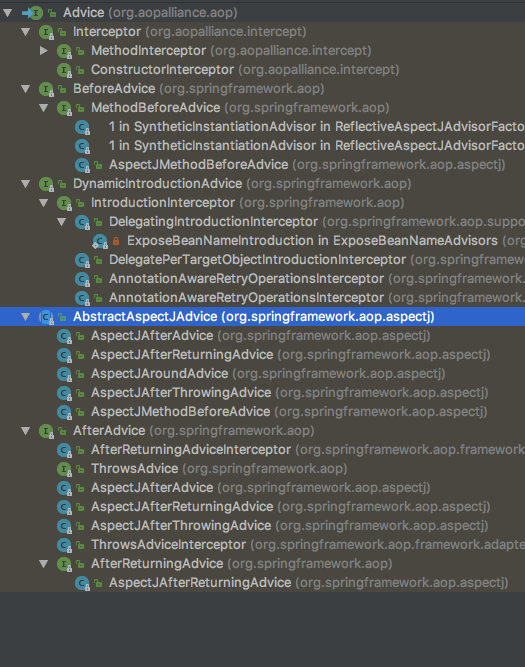 Advice (org.aopalliance.aop)
Interceptor (org.aopalliance.intercept)
MethodInterceptor (org.aopalliance.intercept)
ConstructorInterceptor (org.aopalliance.intercept)
BeforeAdvice (org.springframework.aop)
MethodBeforeAdvice (org.springframework.aop)
1 in SyntheticInstantiationAdvisor in ReflectiveAspectJAdvisorFacto
1 in SyntheticInstantiationAdvisor in ReflectiveAspectJAdvisorFacto
AspectJMethodBeforeAdvice (org.springframework.aop.aspectj)
DynamicIntroductionAdvice (org.springframework.aop)
IntroductionInterceptor (org.springframework.aop)
DelegatingIntroductionInterceptor (org.springframework.aop.suppo
ExposeBeanNameIntroduction in ExposeBeanNameAdvisors (org
DelegatePerTargetObjectIntroductionInterceptor (org.springframew
AnnotationAwareRetryOperationsInterceptor (org.springframework.
AnnotationAwareRetryOperationsInterceptor (org.springframework.
AbstractAspectJAdvice (org.springframework.aop.aspectj)
AspectJAfterAdvice (org.springframework.aop.aspectj)
AspectJAfterReturningAdvice (org.springframework.aop.aspectj)
AspectJAroundAdvice (org.springframework.aop.aspectj)
AspectJAfterThrowingAdvice (org.springframework.aop.aspectj)
AspectJMethodBeforeAdvice (org.springframework.aop.aspectj)
AfterAdvice (org.springframework.aop)
AfterReturningAdviceInterceptor (org.springframework.aop.framework
ThrowsAdvice (org.springframework.aop)
AspectJAfterAdvice (org.springframework.aop.aspectj)
AspectJAfterReturningAdvice (org.springframework.aop.aspectj)
AspectJAfterThrowingAdvice (org.springframework.aop.aspectj)
ThrowsAdviceInterceptor (org.springframework.aop.framework.adapte
AfterReturningAdvice (org.springframework.aop)
AspectJAfterReturningAdvice (org.springframework.aop.aspectj)